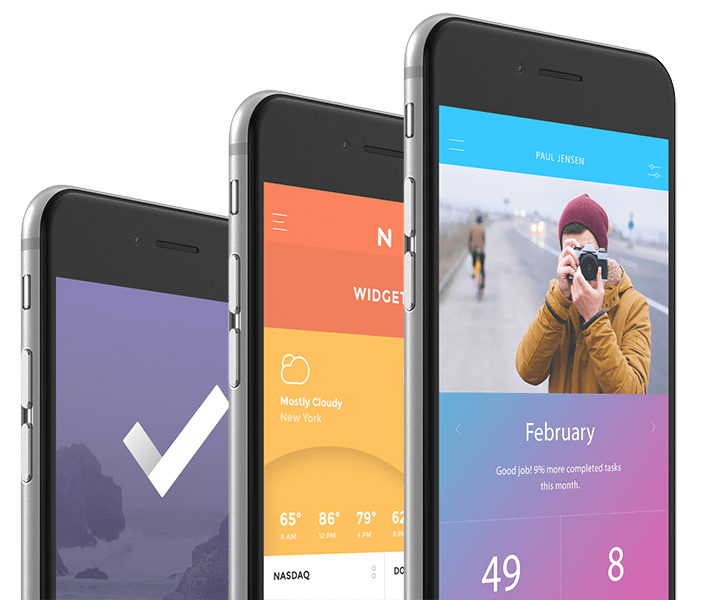 N
WIDGET
Mostly Cloudy
New York
65° 86° 79° 62
8 AM 12 PM 4 PM 8 P
NASDAQ DO
PAUL JENSEN
February
Good job! 9% more completed tasks
this month.
49 8